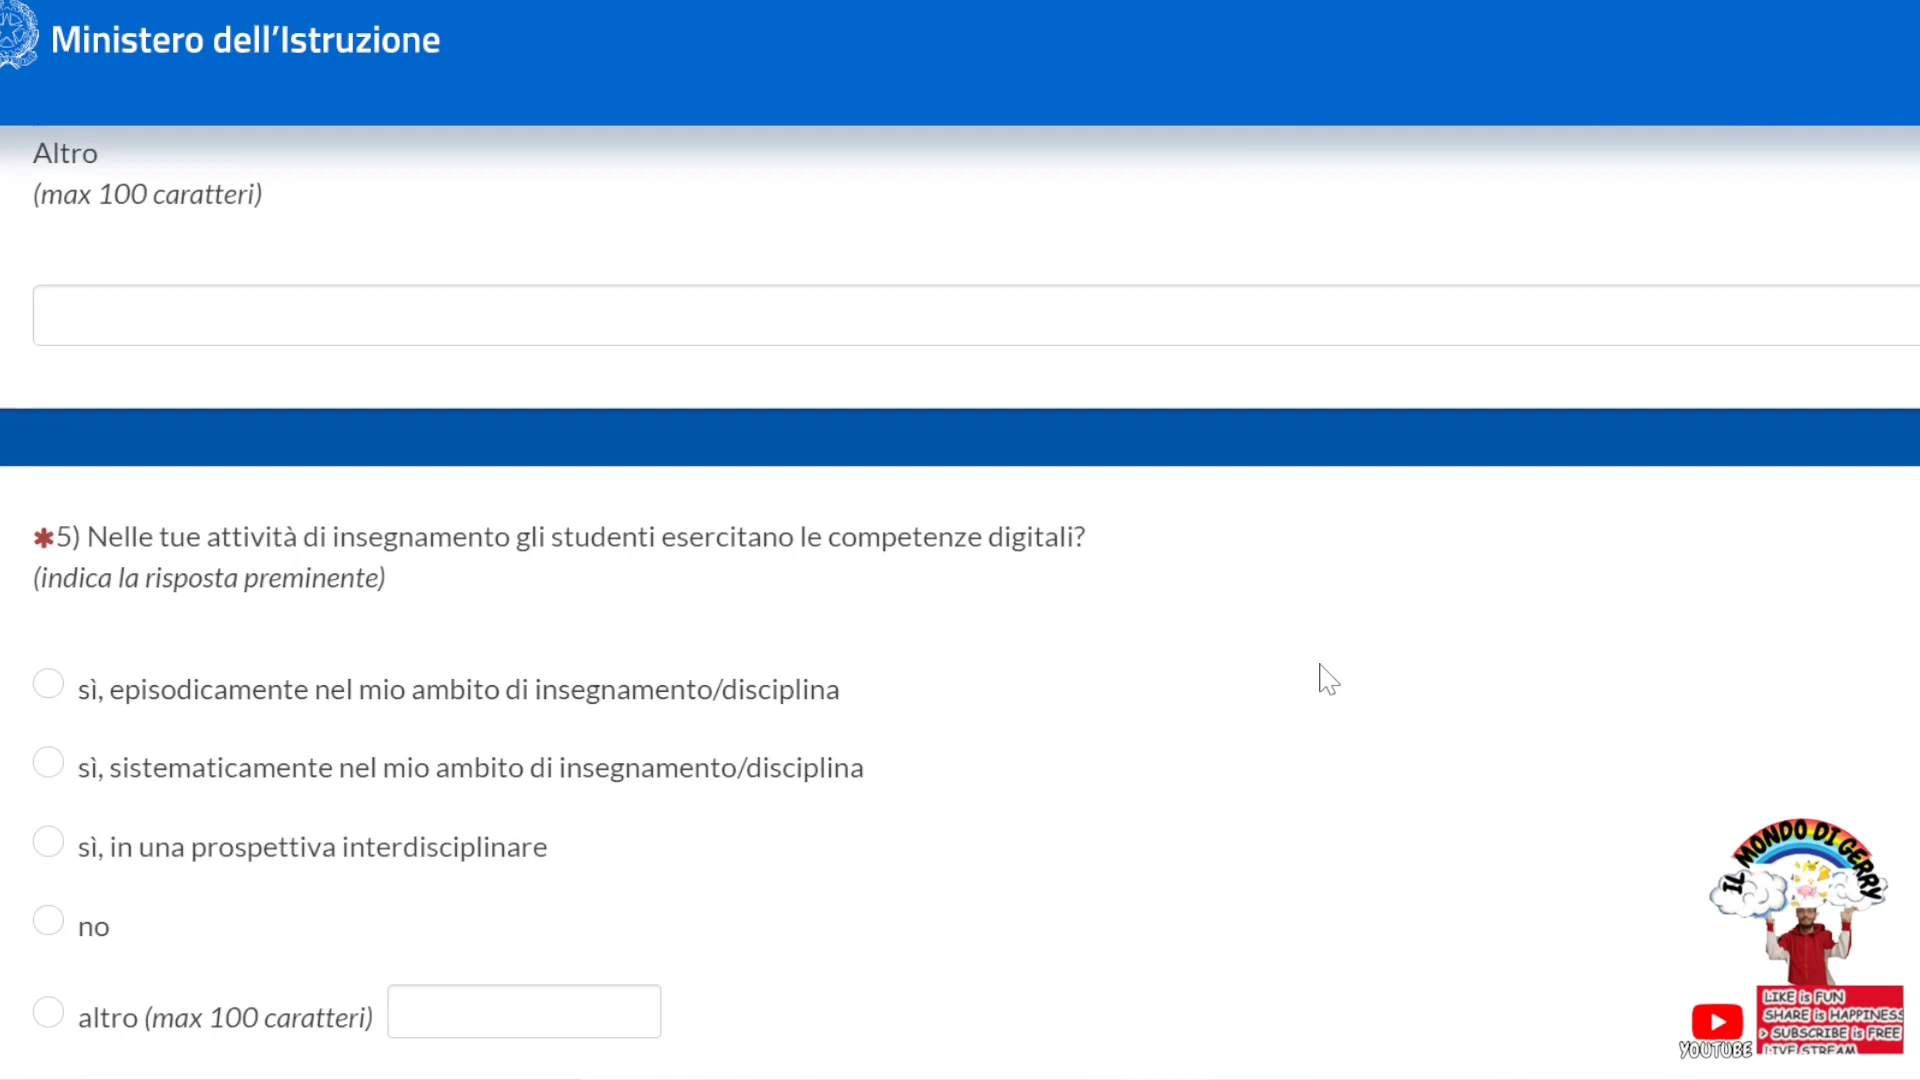 Ministero dell'Istruzione
Altro
(max 100 caratteri)
✱5) Nelle tue attività di insegnamento gli studenti esercitano le competenze digitali?
(indica la risposta preminente)
sì, episodicamente nel mio ambito di insegnamento/disciplina
sì, sistematicamente nel mio ambito di insegnamento/disciplina
sì, in una prospettiva interdisciplinare
no
altro (max 100 caratteri)
IL MONDO DI GERRY
LIKE is FUN
SHARE is HAPPINESS
> SUBSCRIBE is FREE
LIVE STREAM
YOUTUBE